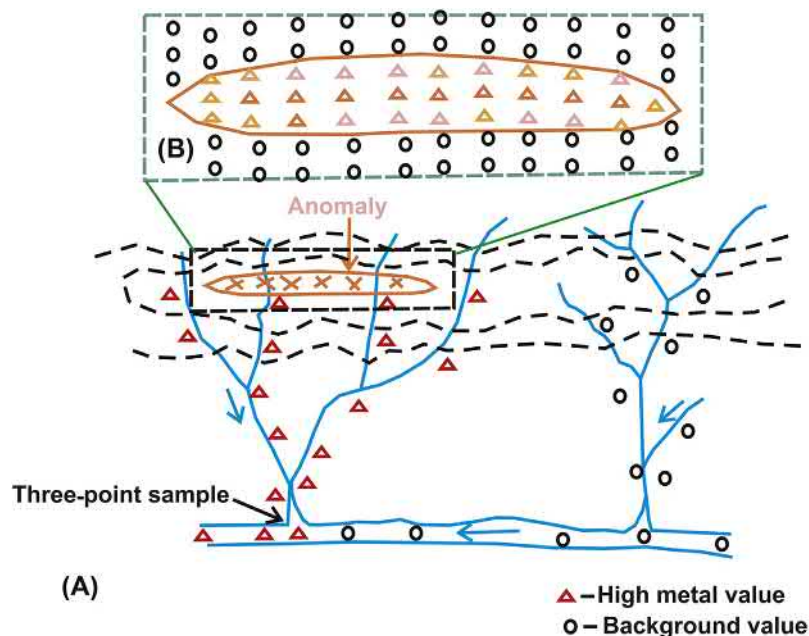 (B)
Anomaly
Three-point sample
(A)
– High metal value
– Background value